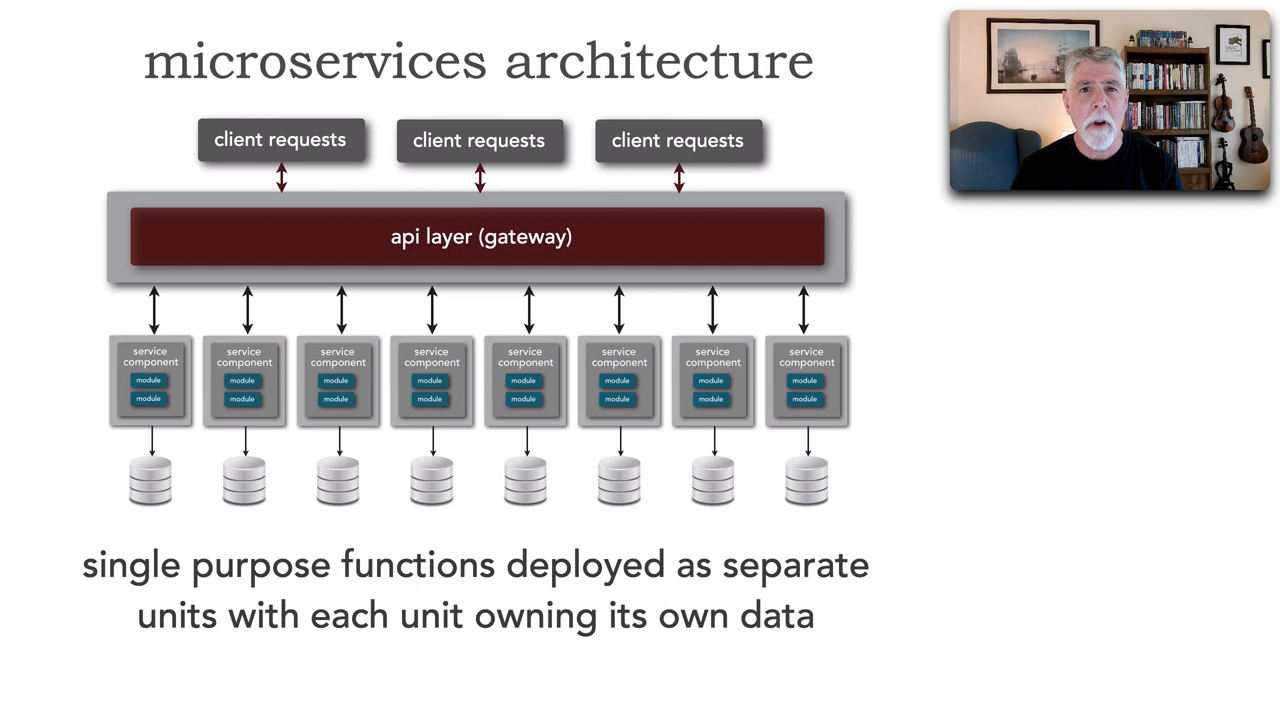 microservices architecture
client requests
client requests
client requests
api layer (gateway)
service
component
module
module
service
component
module
module
service
component
module
module
service
component
module
module
service
component
module
module
service
component
module
module
service
component
module
module
service
component
module
module
single purpose functions deployed as separate
units with each unit owning its own data